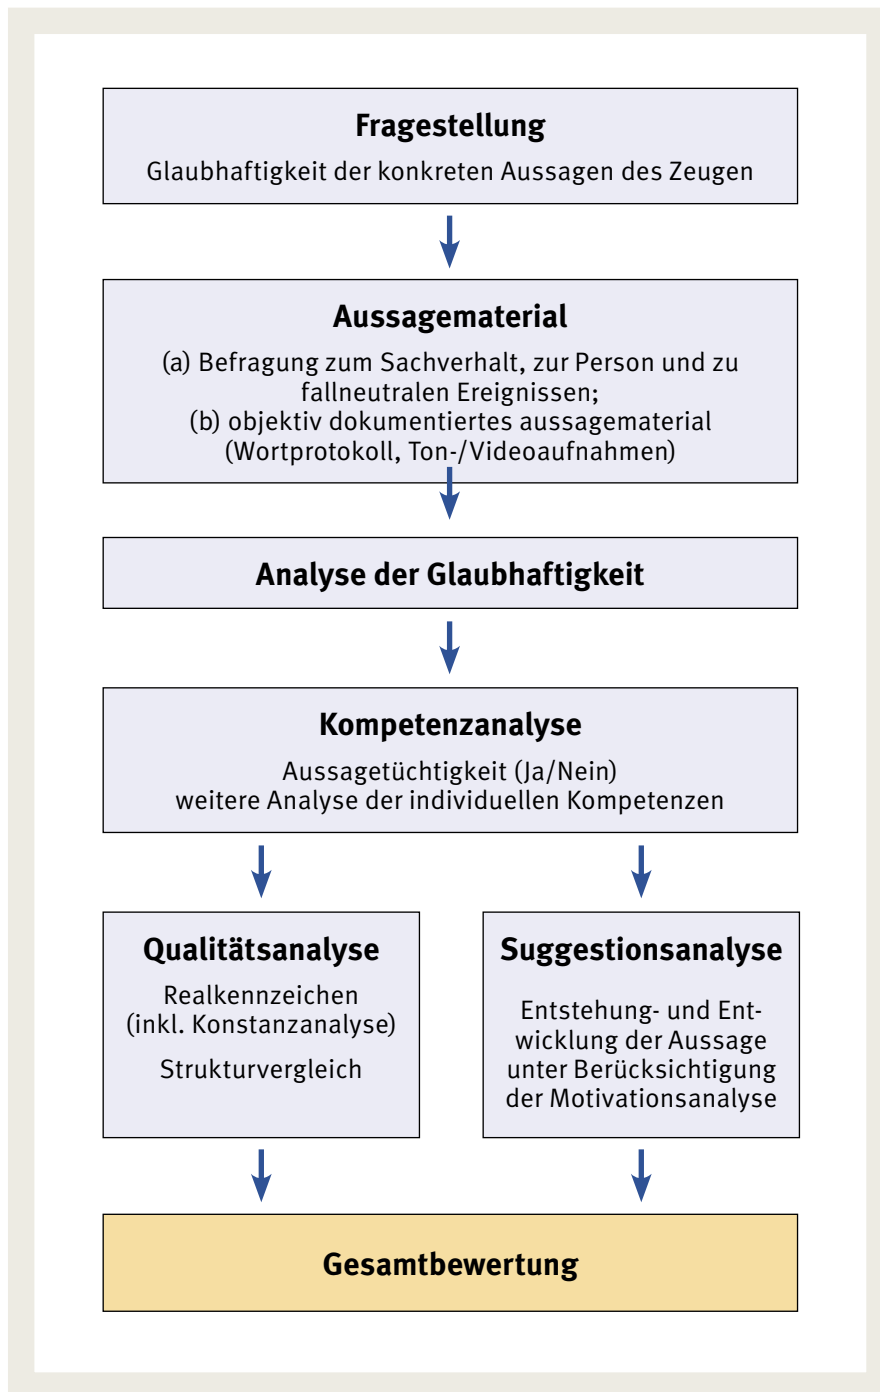 Fragestellung
Glaubhaftigkeit der konkreten Aussagen des Zeugen
Aussagematerial
(a) Befragung zum Sachverhalt, zur Person und zu
fallneutralen Ereignissen;
(b) objektiv dokumentiertes aussagematerial
(Wortprotokoll, Ton-/Videoaufnahmen)
Analyse der Glaubhaftigkeit
Kompetenzanalyse
Aussagetüchtigkeit (Ja/Nein)
weitere Analyse der individuellen Kompetenzen
Qualitätsanalyse
Realkennzeichen
(inkl. Konstanzanalyse)
Strukturvergleich
Suggestionsanalyse
Entstehung- und Ent-
wicklung der Aussage
unter Berücksichtigung
der Motivationsanalyse
Gesamtbewertung